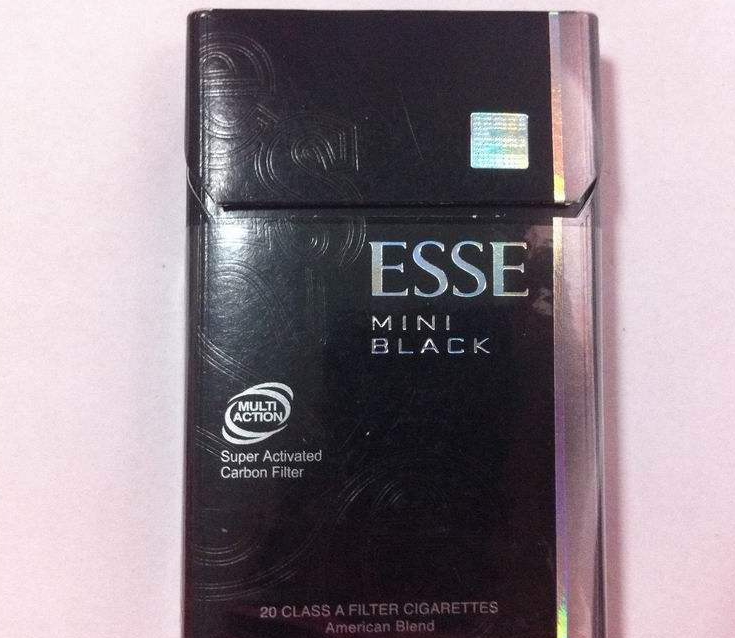 ESSE
MINI
BLACK
MULTI
ACTION
Super Activated
Carbon Filter
20 CLASS A FILTER CIGARETTES
American Blend